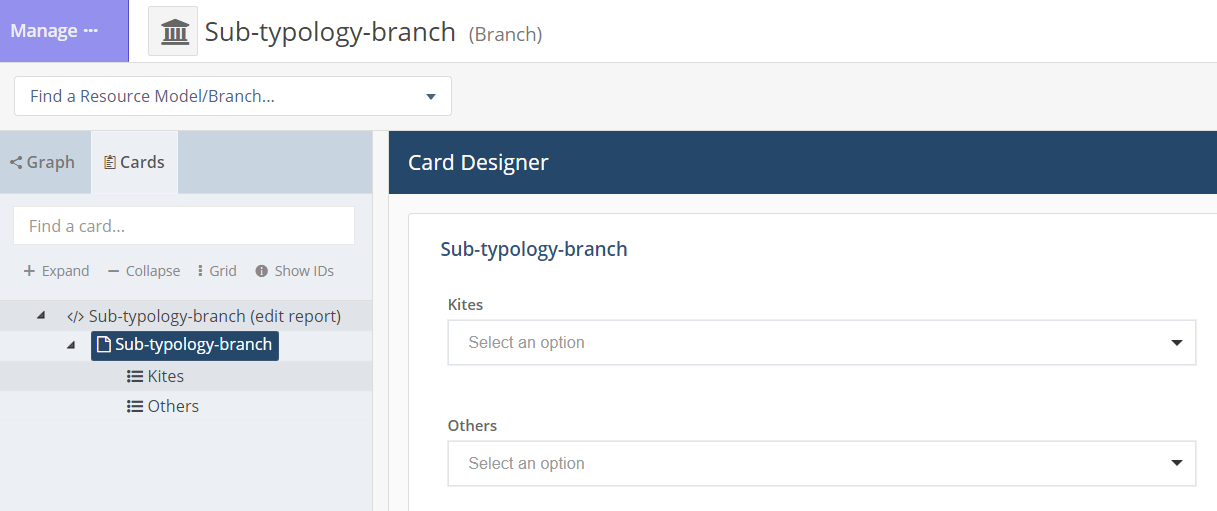 Manage ···
Sub-typology-branch (Branch)
Find a Resource Model/Branch...
Graph Cards
Card Designer
Find a card...
Sub-typology-branch
+ Expand − Collapse Grid Show IDs
Kites
</> Sub-typology-branch (edit report)
Select an option
Sub-typology-branch
Kites
Others
Others
Select an option